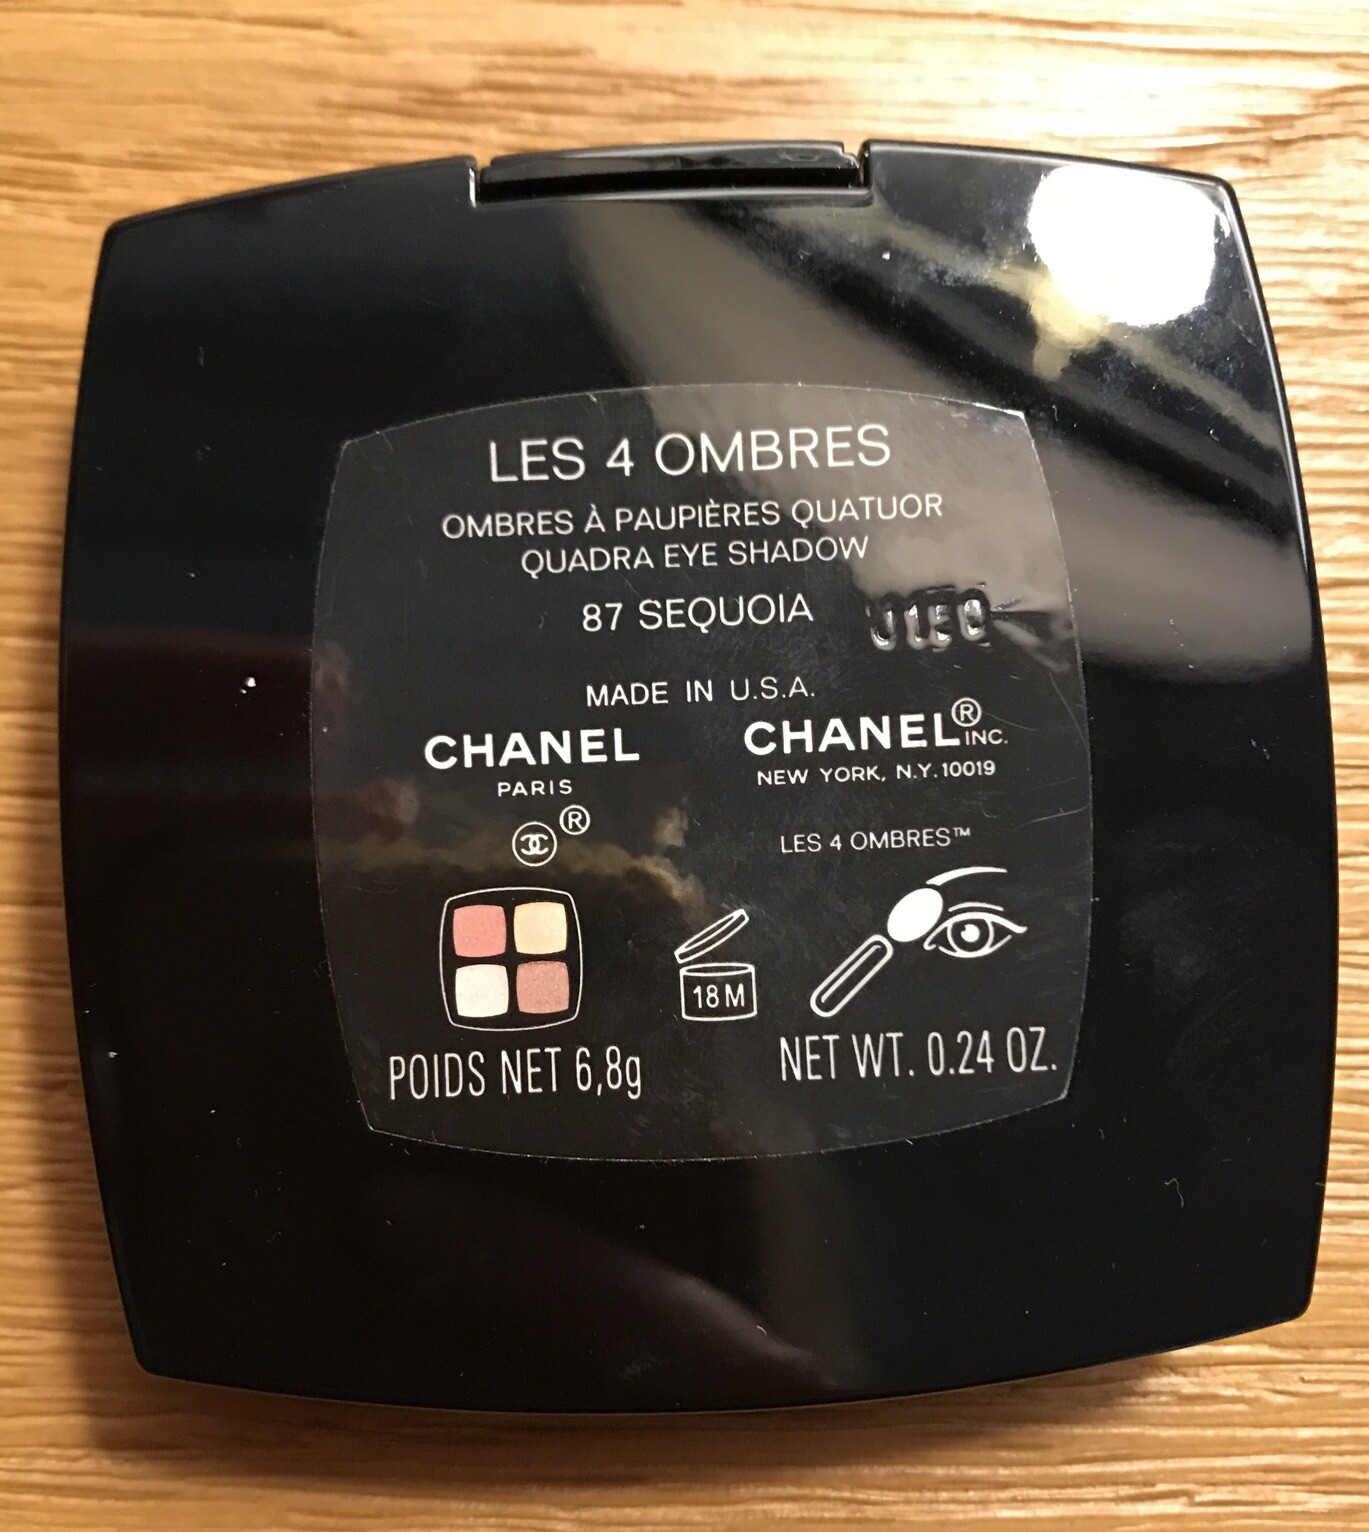 LES 4 OMBRES
OMBRES À PAUPIÈRES QUATUOR
QUADRA EYE SHADOW
87 SEQUOIA
MADE IN U.S.A.
CHANEL
PARIS
CHANEL® INC.
NEW YORK, N.Y. 10019
®
LES 4 OMBRES™
18 M
POIDS NET 6,8g
NET WT. 0.24 OZ.